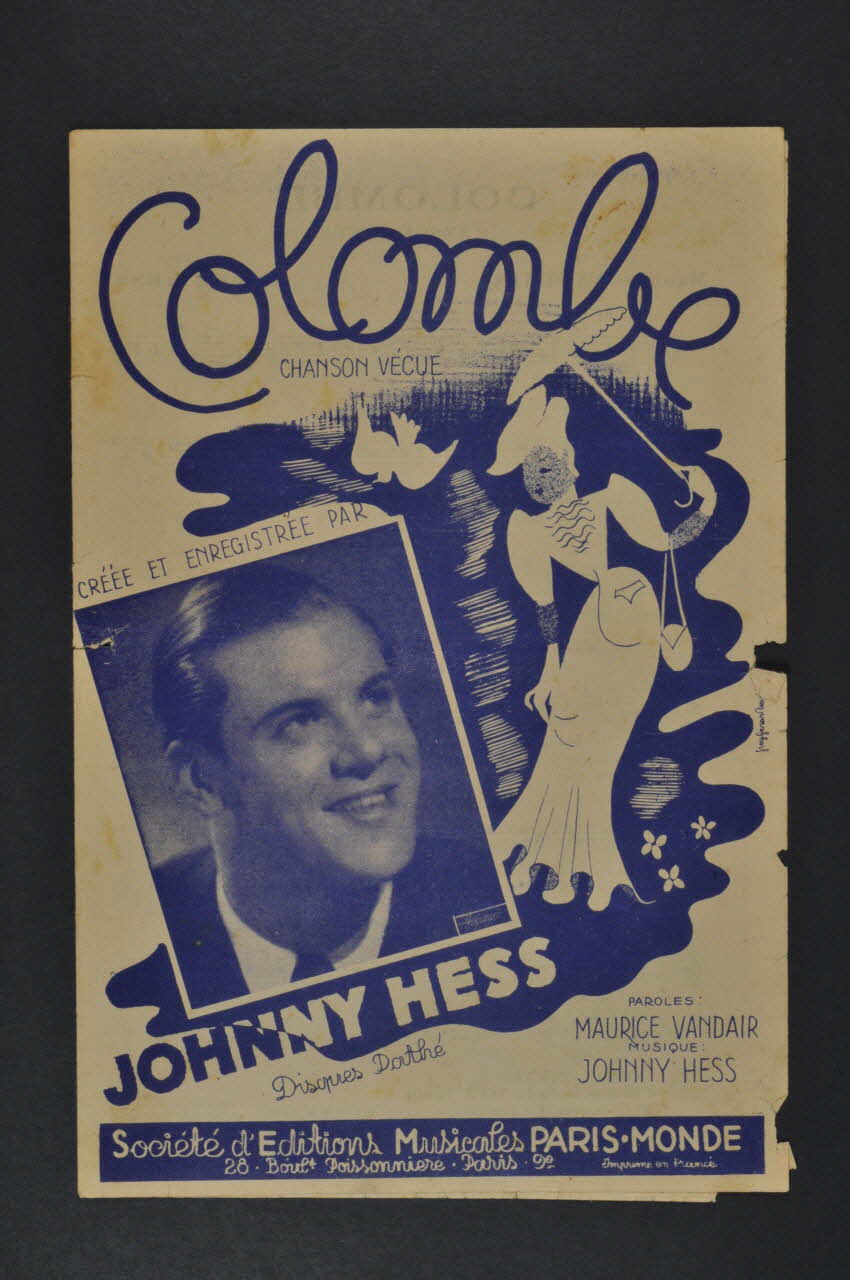 Colombe
CHANSON VÉCUE
CRÉÉE ET ENREGISTRÉE PAR
JOHNNY HESS
Disques Pathé
PAROLES:
MAURICE VANDAIR
MUSIQUE:
JOHNNY HESS
Société d'Editions Musicales PARIS•MONDE
28 • Boul.t Poissonniere • Paris • 9e
Imprimé en France